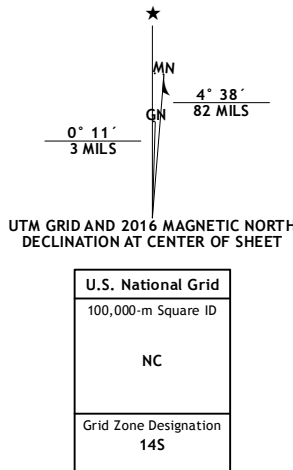 ★
MN
GN
4° 38´
82 MILS
0° 11´
3 MILS
UTM GRID AND 2016 MAGNETIC NORTH
DECLINATION AT CENTER OF SHEET
U.S. National Grid
100,000-m Square ID
NC
Grid Zone Designation
14S